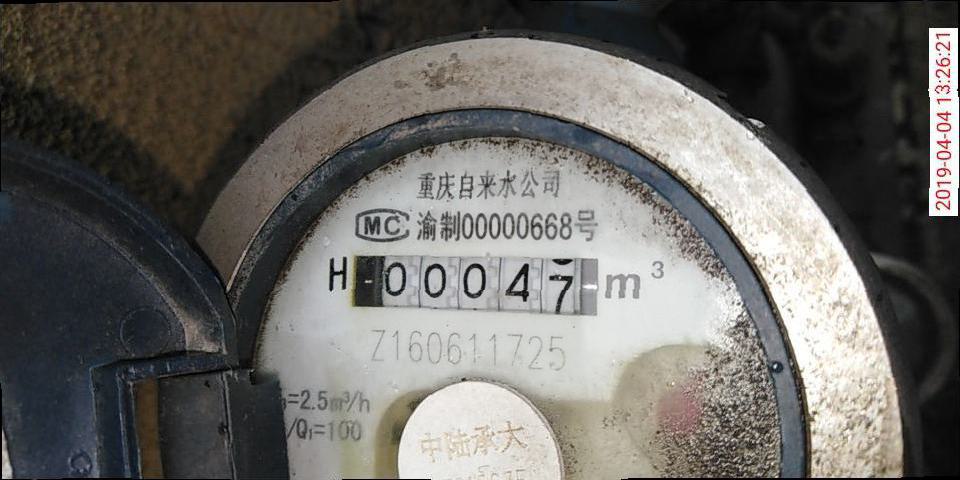 重庆自来水公司
MC 渝制00000668号
H 00047 m³
Z160611725
=2.5m³/h
/Q₁=100
中陆承大
2019-04-04 13:26:21